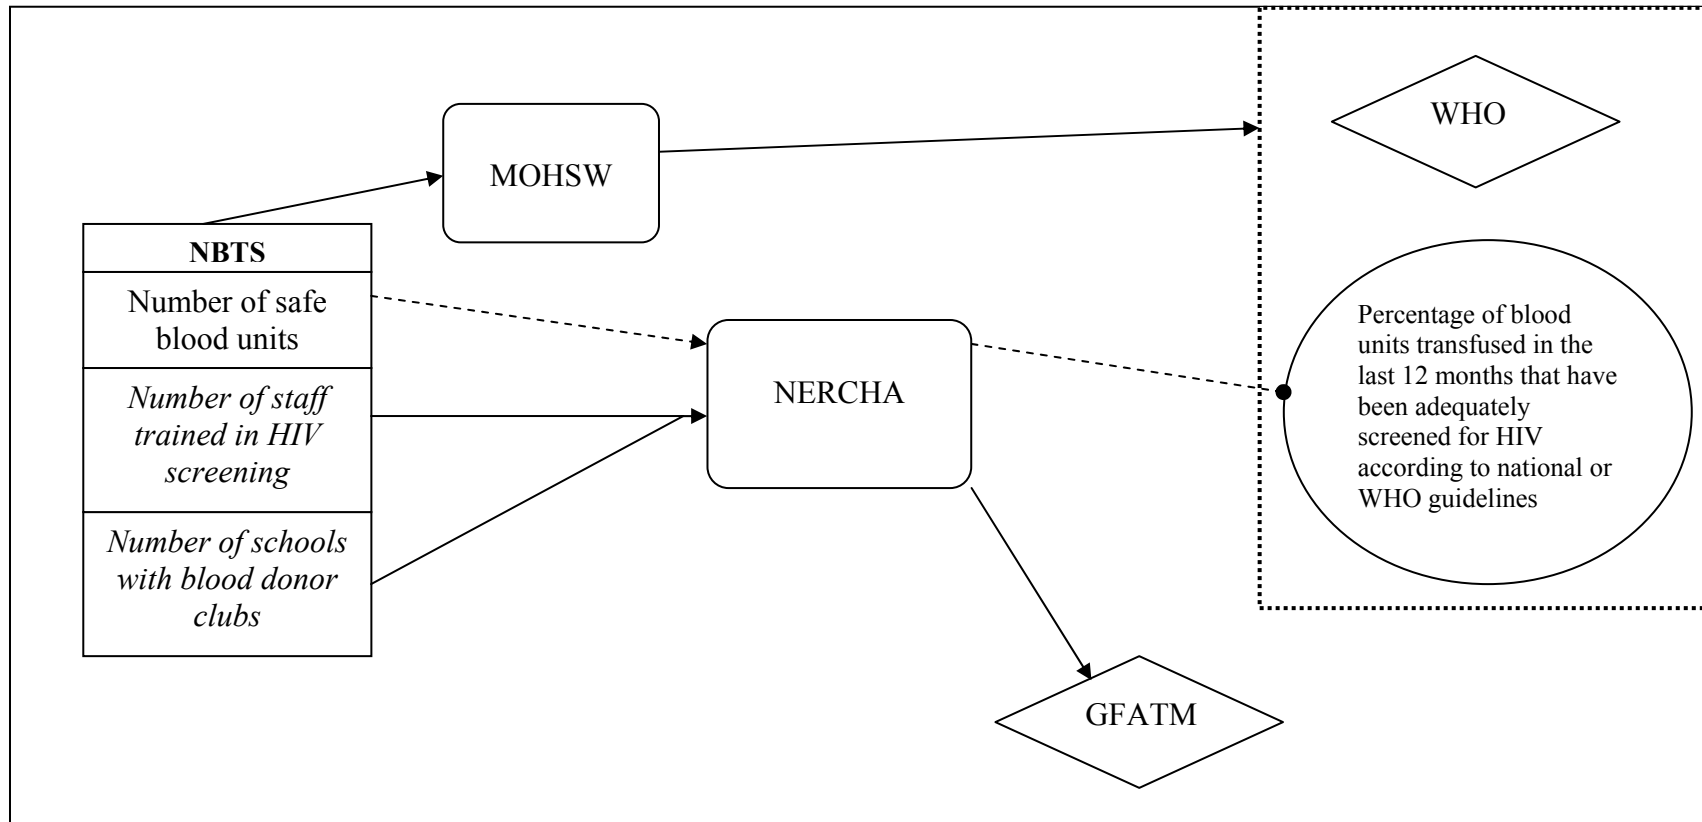 WHO
MOHSW
NBTS
Number of safe
blood units
Number of staff
trained in HIV
screening
Number of schools
with blood donor
clubs
NERCHA
Percentage of blood
units transfused in the
last 12 months that have
been adequately
screened for HIV
according to national or
WHO guidelines
GFATM